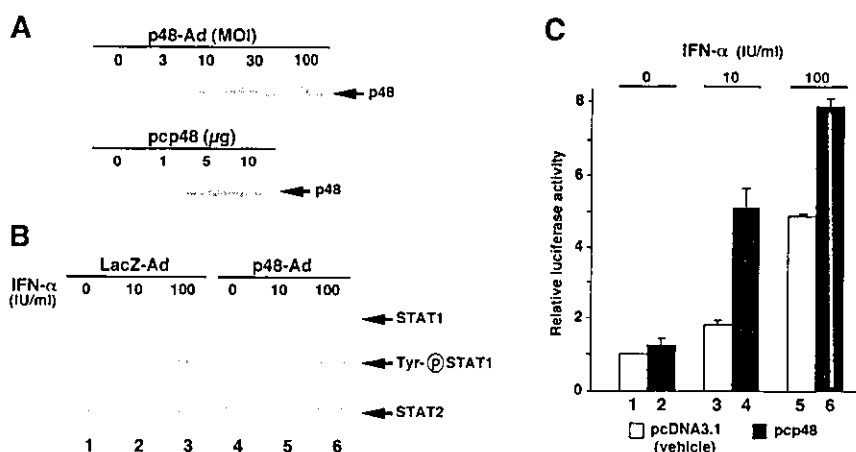 A
p48-Ad (MOI)
0 3 10 30 100
p48
pcp48 (µg)
0 1 5 10
p48
B
LacZ-Ad p48-Ad
IFN-α
(IU/ml)
0 10 100 0 10 100
STAT1
Tyr-Ⓟ STAT1
STAT2
1 2 3 4 5 6
C
IFN-α (IU/ml)
0 10 100
Relative luciferase activity
8
6
4
2
0
1 2 3 4 5 6
pcDNA3.1
(vehicle)
pcp48